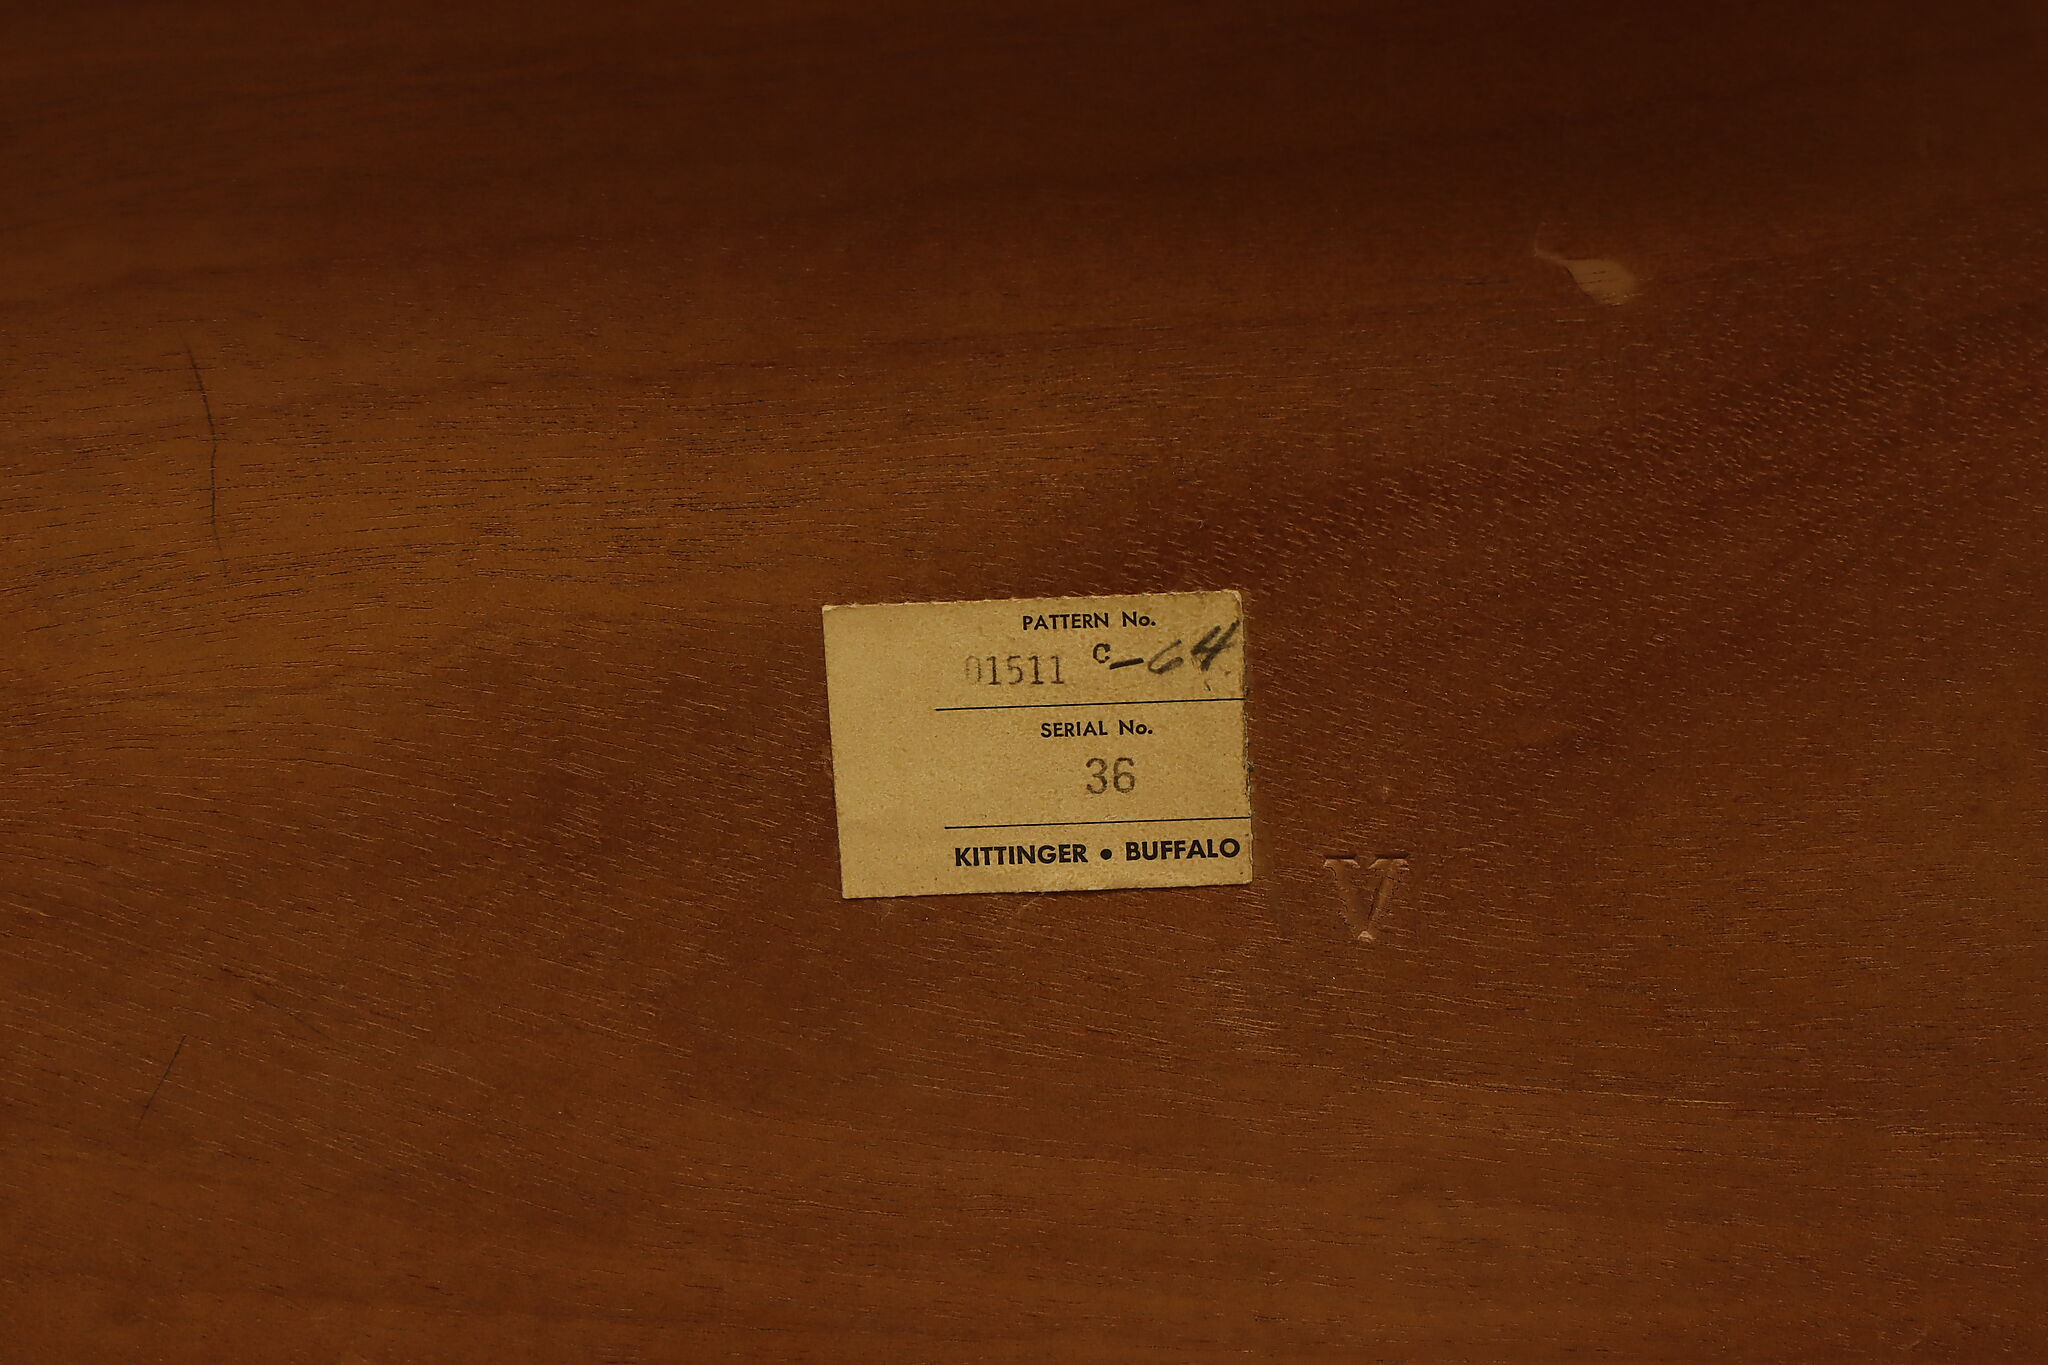 PATTERN No.
01511 C-64
SERIAL No.
36
KITTINGER • BUFFALO
V